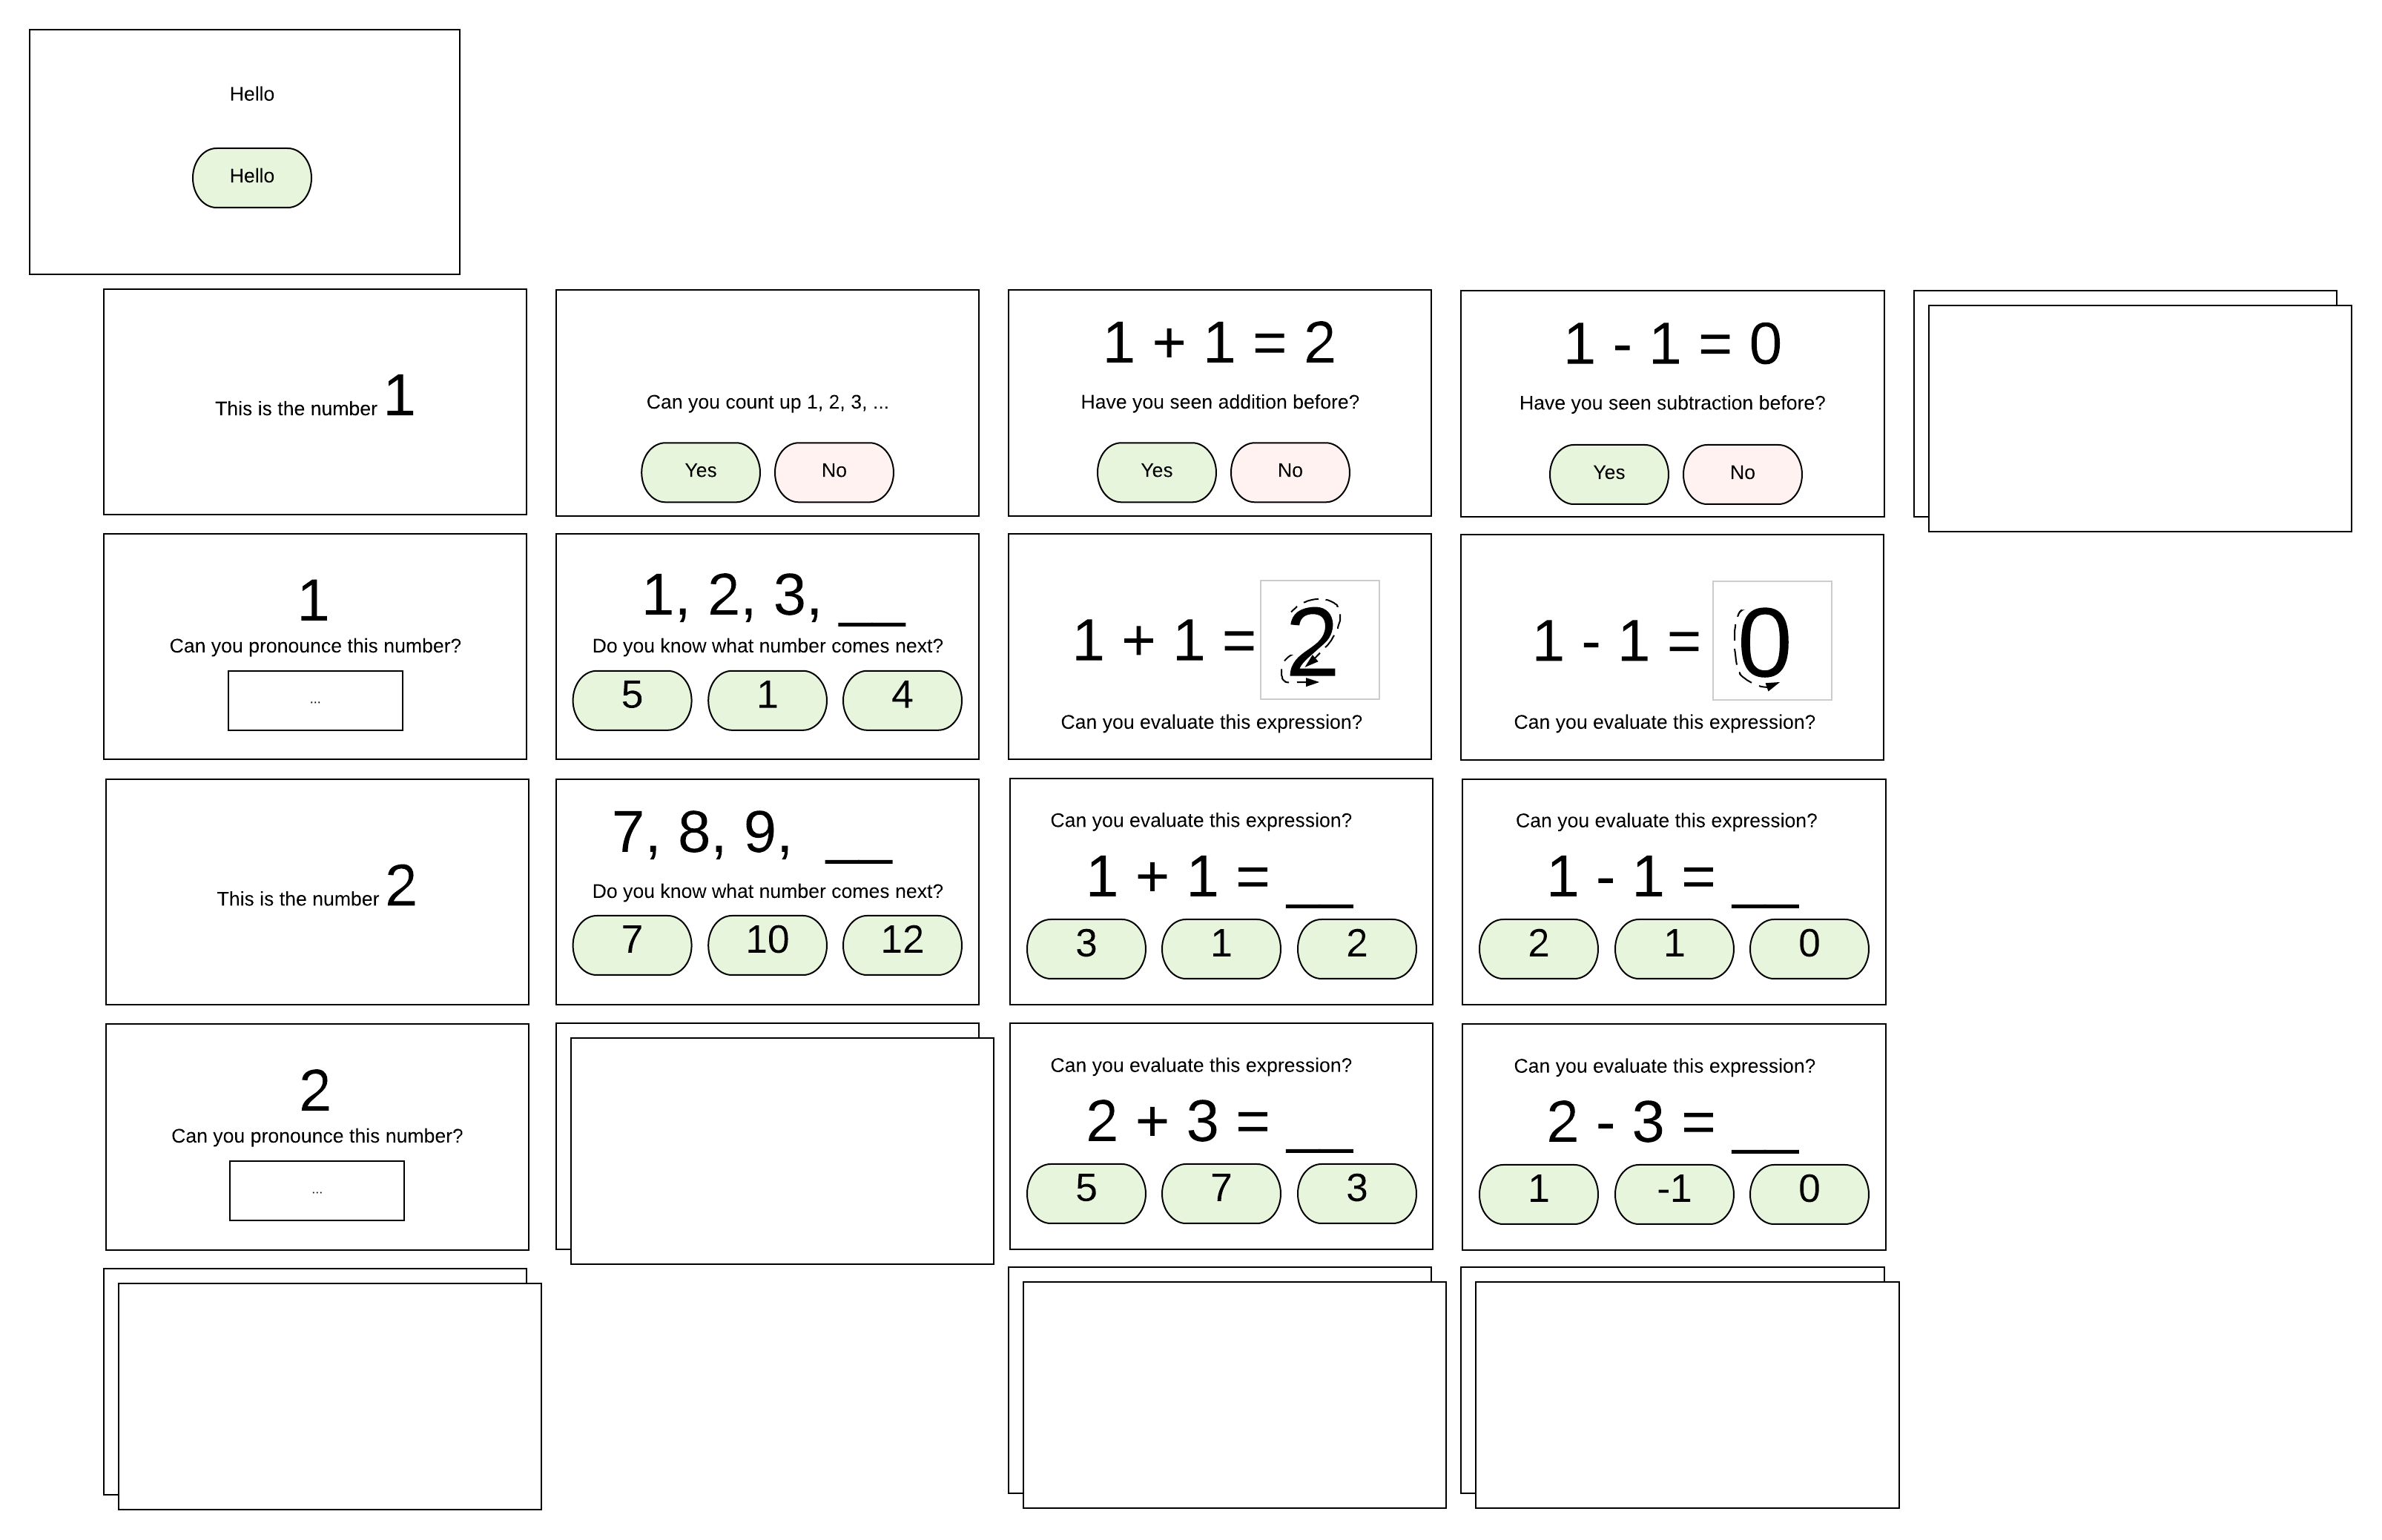 Hello
Hello
This is the number 1
1
Can you pronounce this number?
...
This is the number 2
2
Can you pronounce this number?
...
Can you count up 1, 2, 3, ...
Yes No
1, 2, 3, __
Do you know what number comes next?
5 1 4
7, 8, 9, __
Do you know what number comes next?
7 10 12
1 + 1 = 2
Have you seen addition before?
Yes No
1 + 1 = 2
Can you evaluate this expression?
Can you evaluate this expression?
1 + 1 = __
3 1 2
Can you evaluate this expression?
2 + 3 = __
5 7 3
1 - 1 = 0
Have you seen subtraction before?
Yes No
1 - 1 = 0
Can you evaluate this expression?
Can you evaluate this expression?
1 - 1 = __
2 1 0
Can you evaluate this expression?
2 - 3 = __
1 -1 0